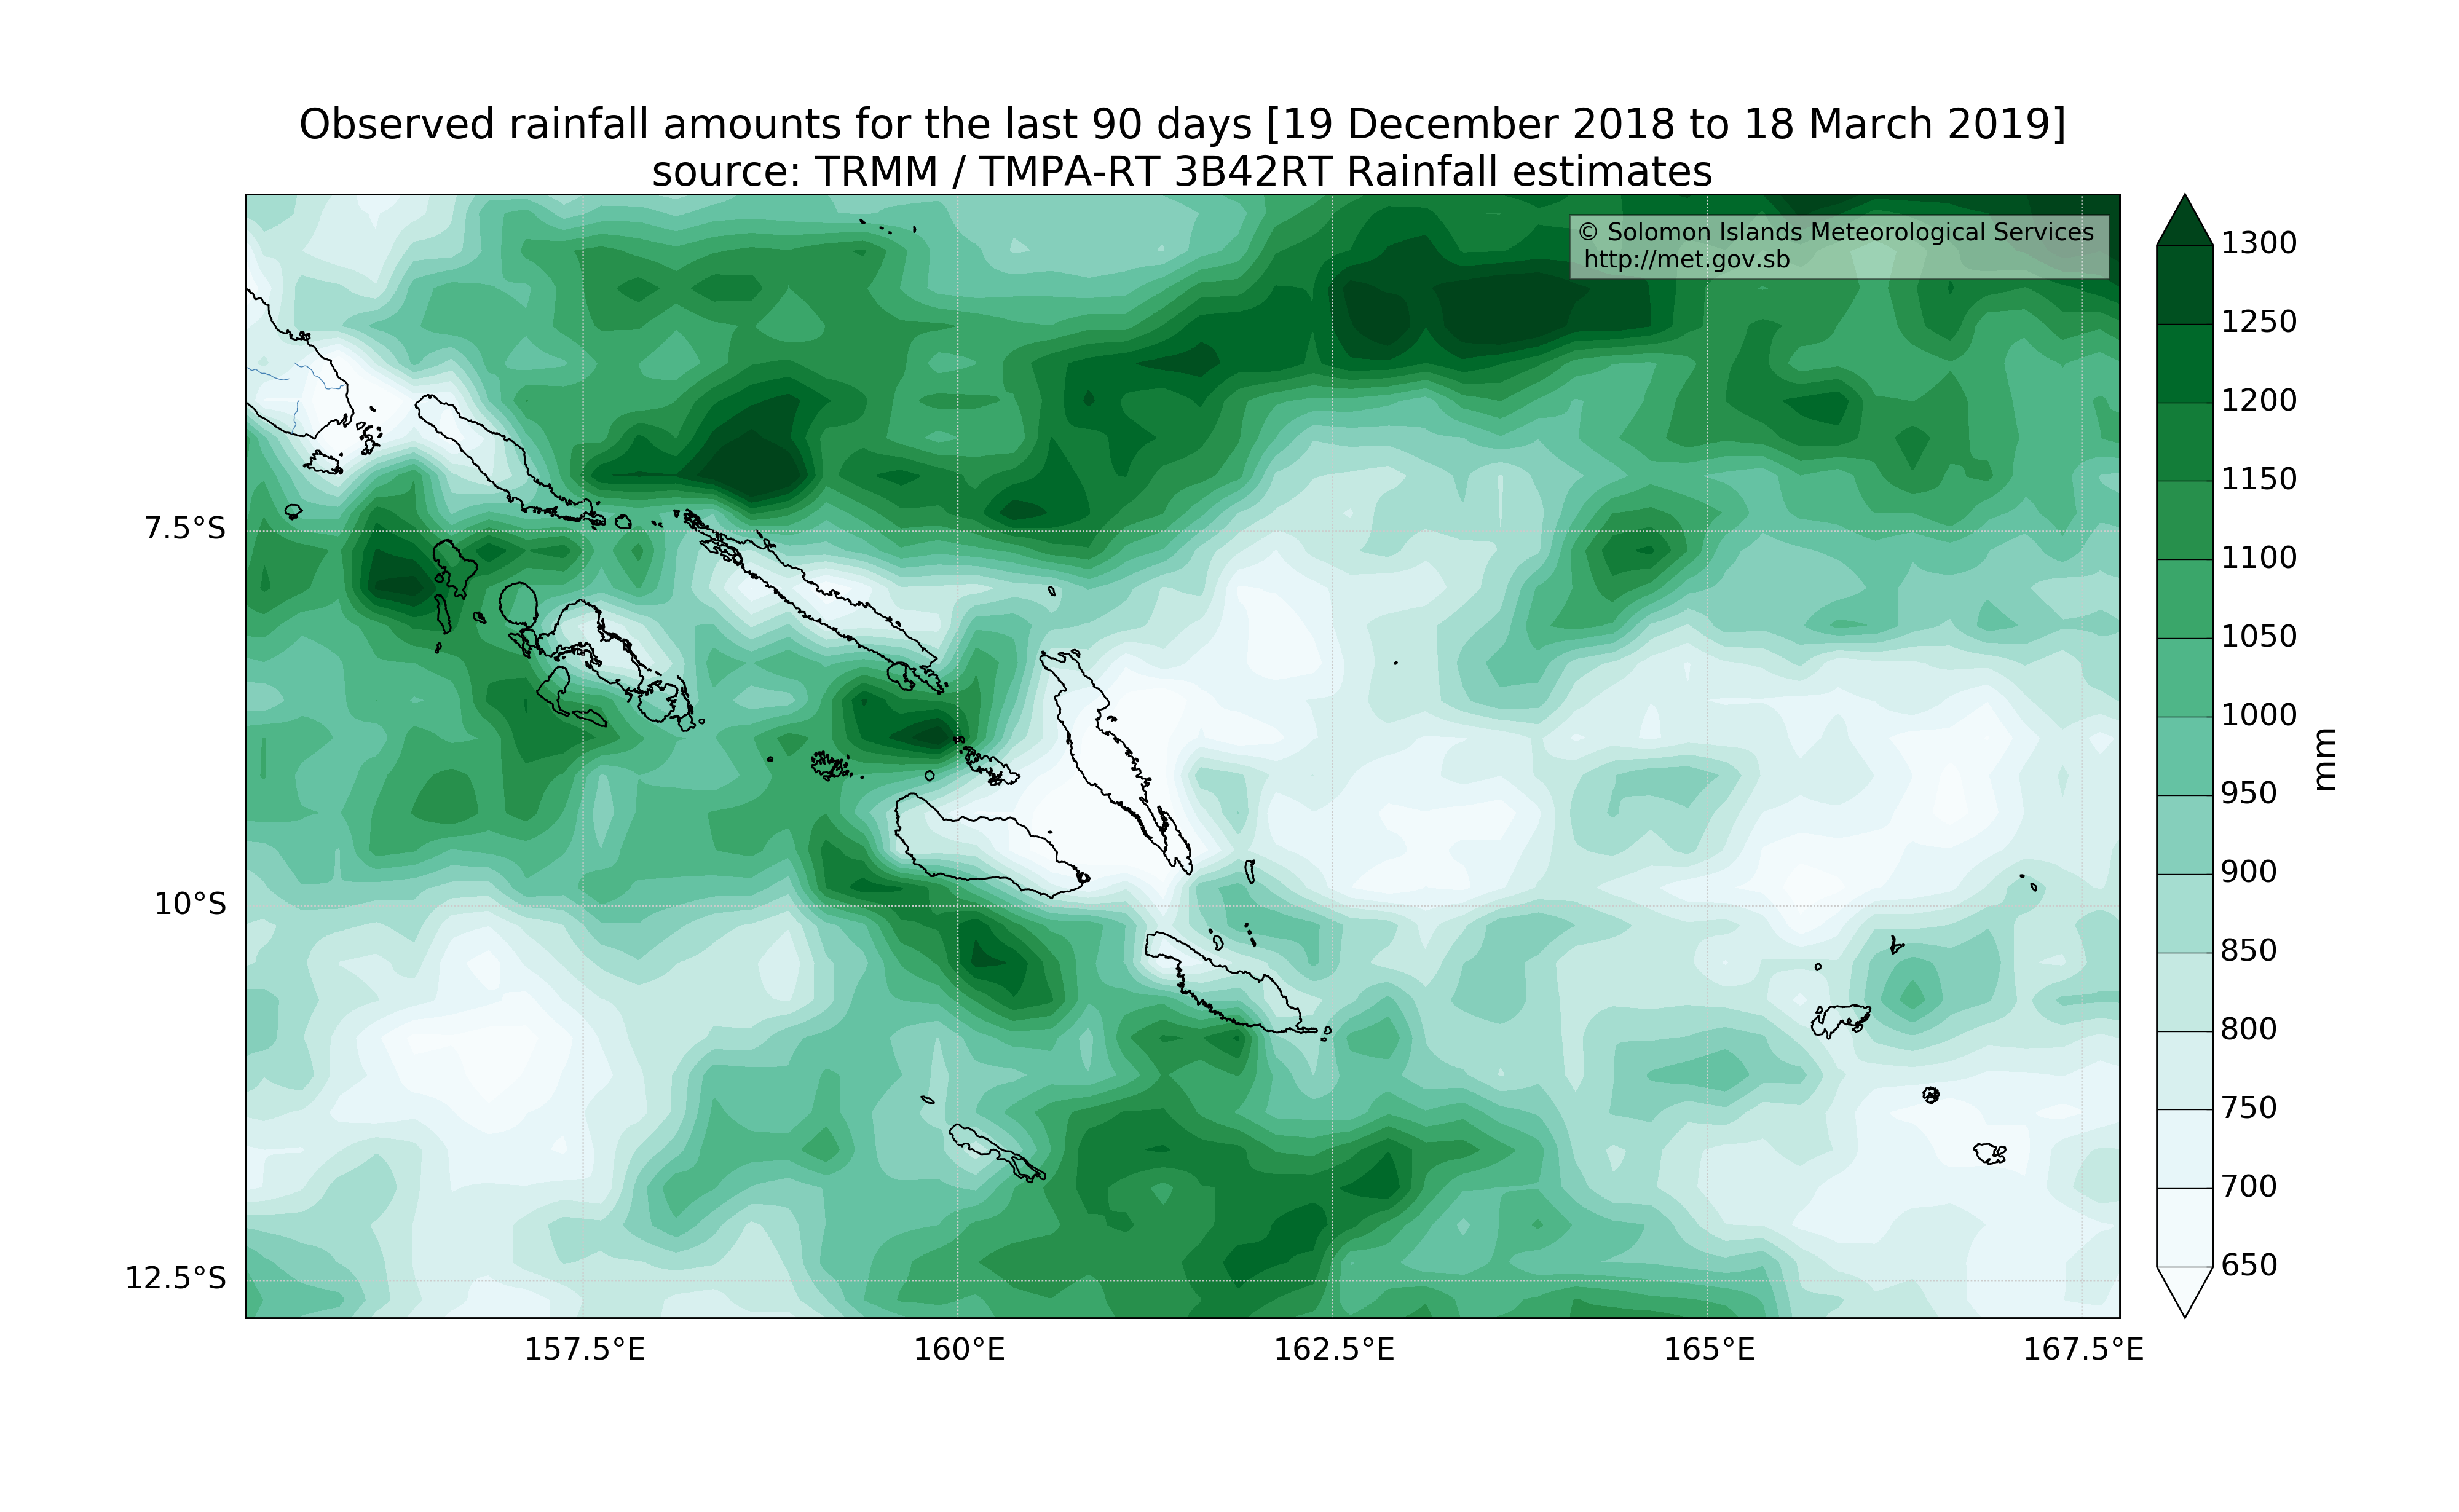 Observed rainfall amounts for the last 90 days [19 December 2018 to 18 March 2019]
source: TRMM / TMPA-RT 3B42RT Rainfall estimates
© Solomon Islands Meteorological Services
http://met.gov.sb
7.5°S
10°S
12.5°S
157.5°E
160°E
162.5°E
165°E
167.5°E
1300
1250
1200
1150
1100
1050
1000
950
900
850
800
750
700
650
mm